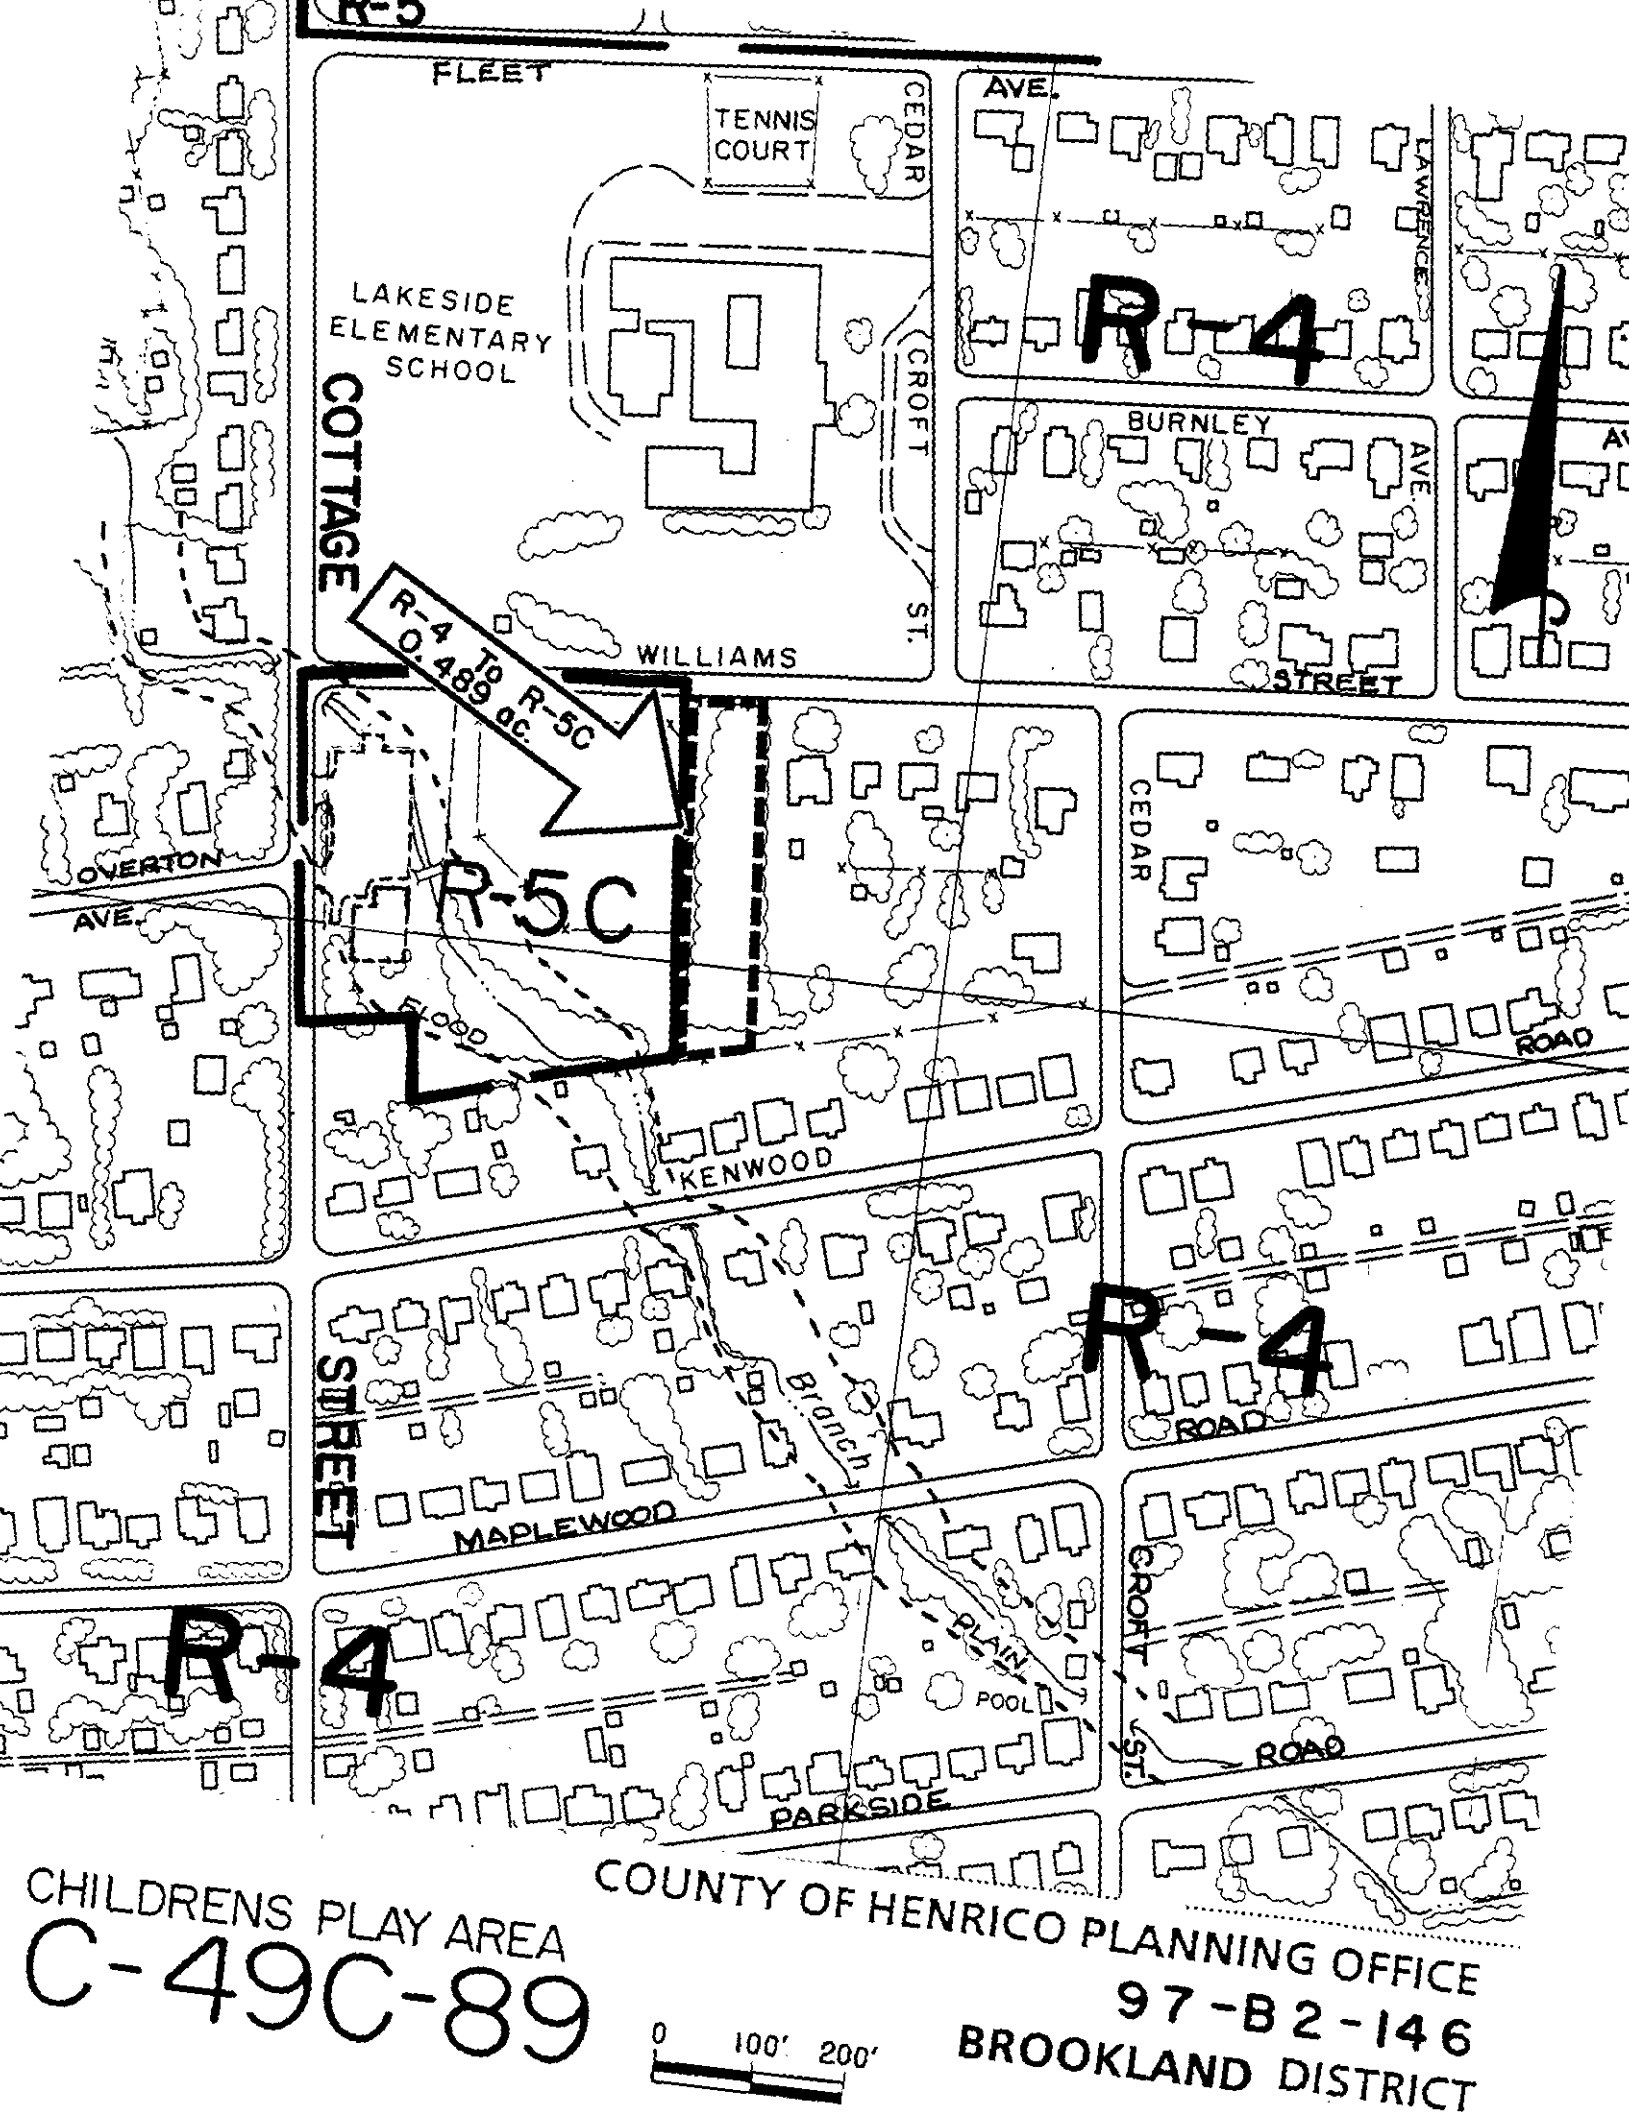 R-5
FLEET
AVE.
TENNIS
COURT
CEDAR
LAWRENCE
LAKESIDE
ELEMENTARY
SCHOOL
R-4
COTTAGE
CROFT
BURNLEY
AVE.
AV
R-4 TO R-5C
0.489 ac.
ST.
WILLIAMS
STREET
OVERTON
AVE.
R-5C
CEDAR
FLOOD
ROAD
KENWOOD
R-4
STREET
Branch
ROAD
MAPLEWOOD
CROFT
R-4
PLAIN
POOL
ST.
ROAD
PARKSIDE
CHILDRENS PLAY AREA
C-49C-89
0 100' 200'
COUNTY OF HENRICO PLANNING OFFICE
97-B2-146
BROOKLAND DISTRICT